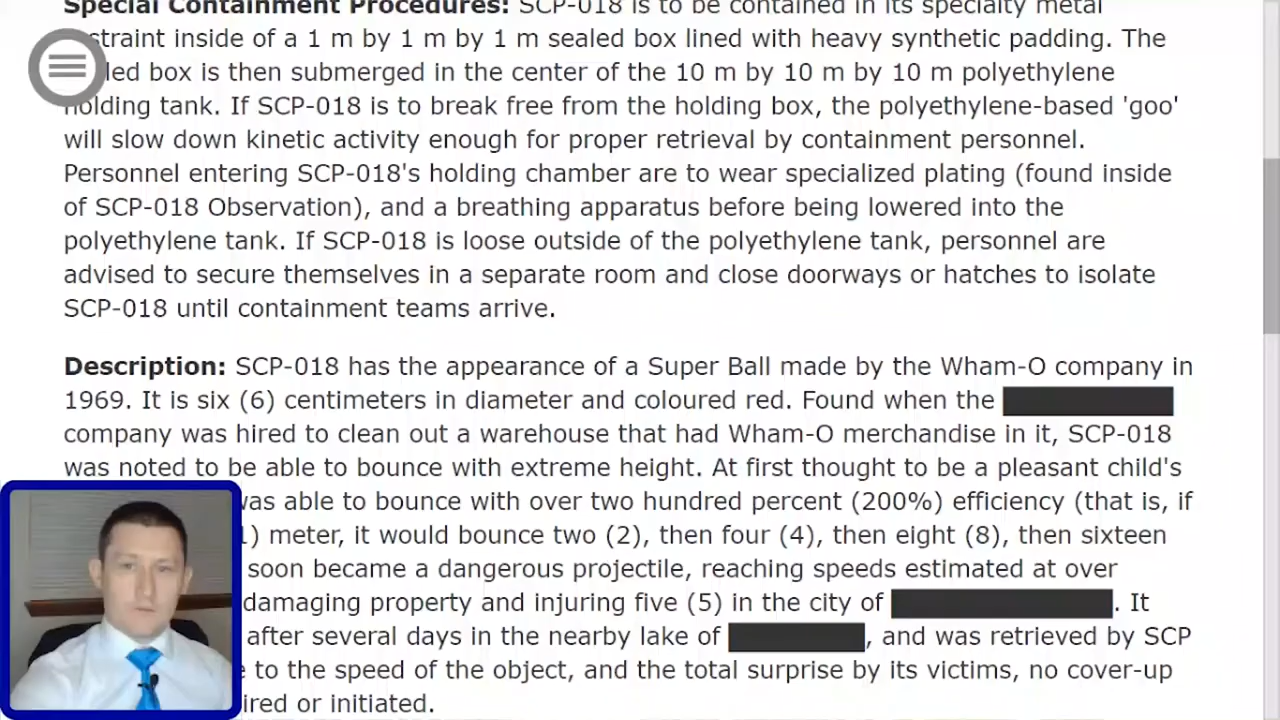 Special Containment Procedures: SCP-018 is to be contained in its specialty metal
straint inside of a 1 m by 1 m by 1 m sealed box lined with heavy synthetic padding. The
led box is then submerged in the center of the 10 m by 10 m by 10 m polyethylene
holding tank. If SCP-018 is to break free from the holding box, the polyethylene-based 'goo'
will slow down kinetic activity enough for proper retrieval by containment personnel.
Personnel entering SCP-018's holding chamber are to wear specialized plating (found inside
of SCP-018 Observation), and a breathing apparatus before being lowered into the
polyethylene tank. If SCP-018 is loose outside of the polyethylene tank, personnel are
advised to secure themselves in a separate room and close doorways or hatches to isolate
SCP-018 until containment teams arrive.
Description: SCP-018 has the appearance of a Super Ball made by the Wham-O company in
1969. It is six (6) centimeters in diameter and coloured red. Found when the
company was hired to clean out a warehouse that had Wham-O merchandise in it, SCP-018
was noted to be able to bounce with extreme height. At first thought to be a pleasant child's
was able to bounce with over two hundred percent (200%) efficiency (that is, if
) meter, it would bounce two (2), then four (4), then eight (8), then sixteen
soon became a dangerous projectile, reaching speeds estimated at over
damaging property and injuring five (5) in the city of . It
after several days in the nearby lake of , and was retrieved by SCP
to the speed of the object, and the total surprise by its victims, no cover-up
ired or initiated.